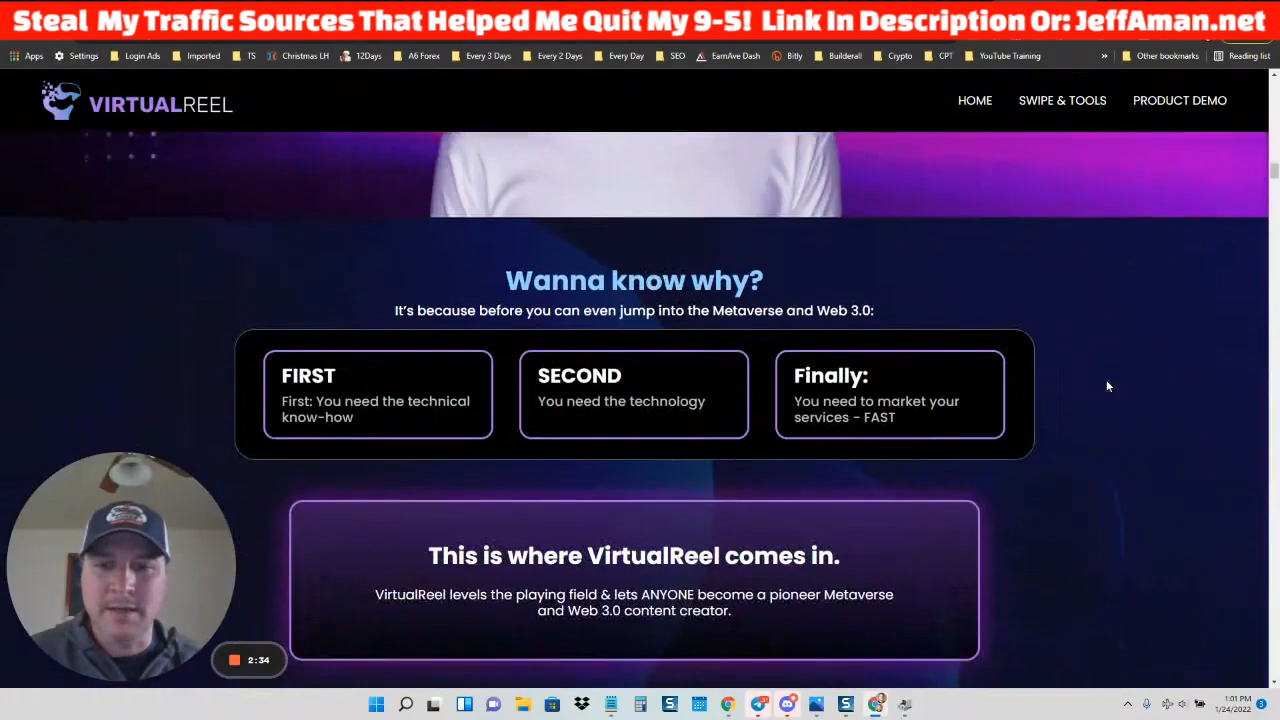 Steal My Traffic Sources That Helped Me Quit My 9-5! Link In Description Or: JeffAman.net
Apps Settings Login Ads Imported TS Christmas LH 12Days A6 Forex Every 3 Days Every 2 Days Every Day SEO EarnAve Dash Bitly Builderall Crypto CPT YouTube Training » Other bookmarks Reading list
VIRTUALREEL HOME SWIPE & TOOLS PRODUCT DEMO
Wanna know why?
It's because before you can even jump into the Metaverse and Web 3.0:
FIRST
First: You need the technical
know-how
SECOND
You need the technology
Finally:
You need to market your
services - FAST
This is where VirtualReel comes in.
VirtualReel levels the playing field & lets ANYONE become a pioneer Metaverse
and Web 3.0 content creator.
2:34
1:01 PM
1/24/2022